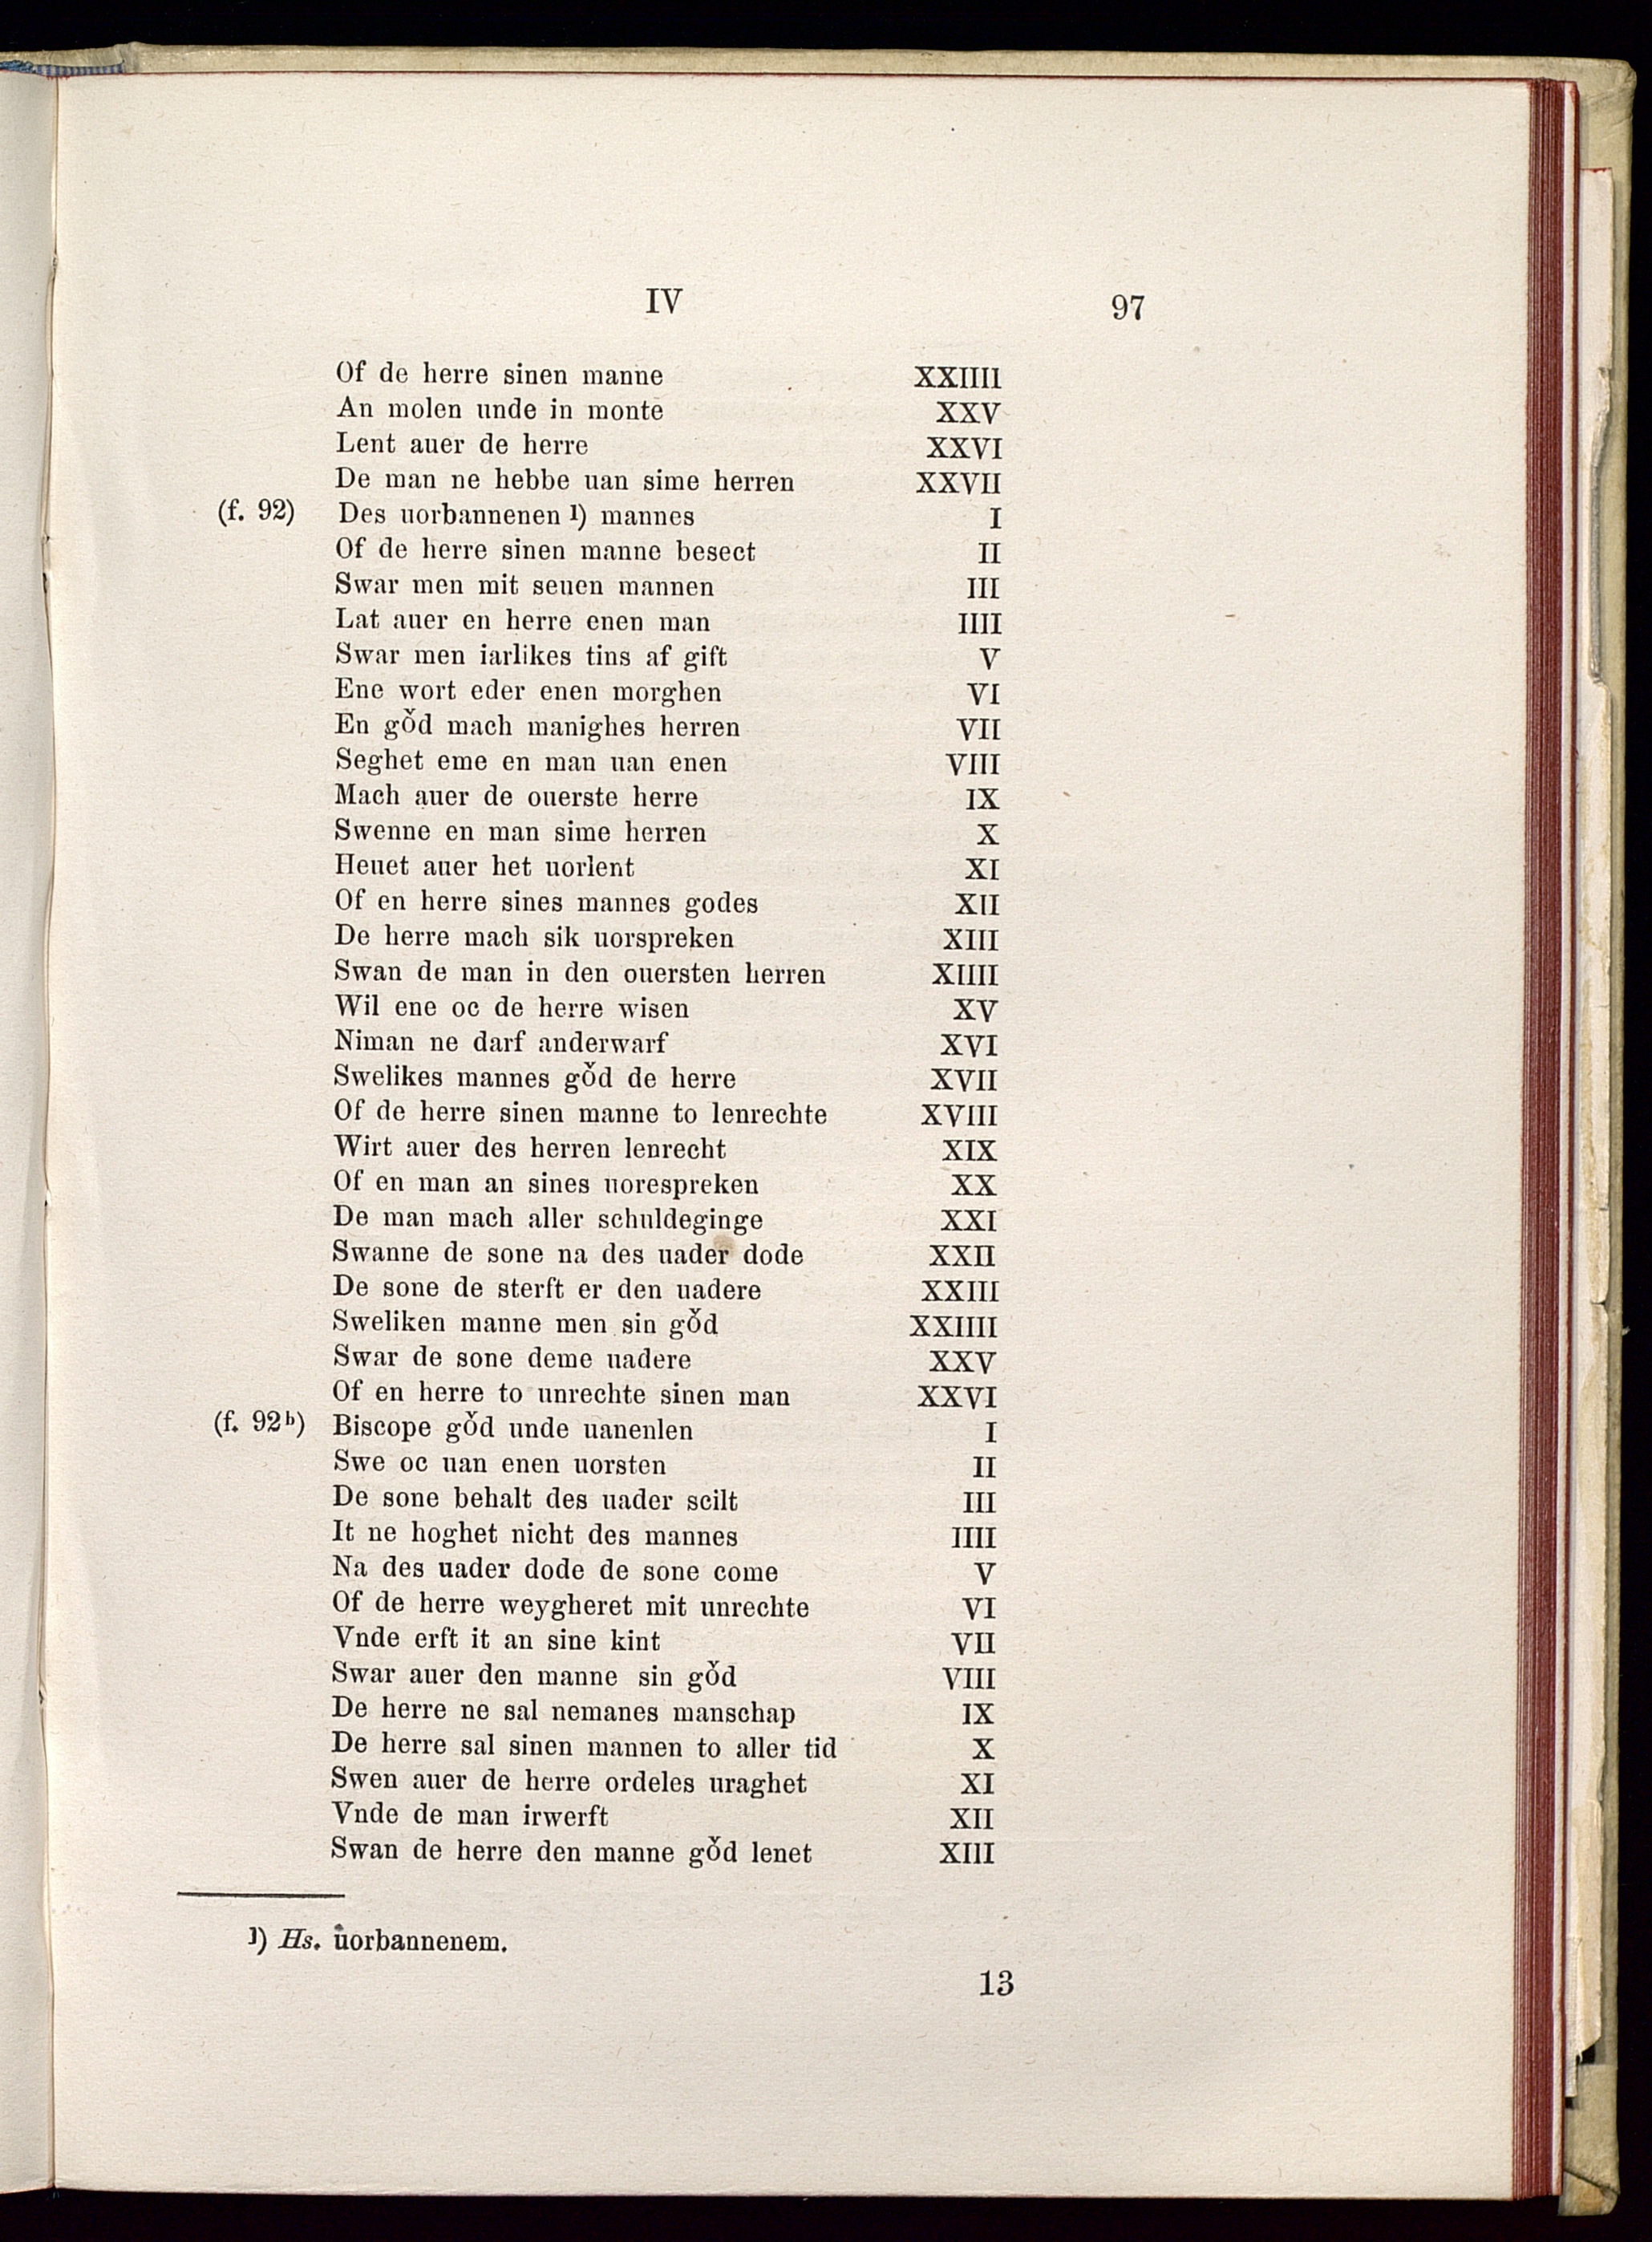 IV 97
Of de herre sinen manne XXIIII
An molen unde in monte XXV
Lent auer de herre XXVI
De man ne hebbe uan sime herren XXVII
(f. 92) Des uorbannenen ¹) mannes I
Of de herre sinen manne besect II
Swar men mit seuen mannen III
Lat auer en herre enen man IIII
Swar men iarlikes tins af gift V
Ene wort eder enen morghen VI
En gǒd mach manighes herren VII
Seghet eme en man uan enen VIII
Mach auer de ouerste herre IX
Swenne en man sime herren X
Heuet auer het uorlent XI
Of en herre sines mannes godes XII
De herre mach sik uorspreken XIII
Swan de man in den ouersten herren XIIII
Wil ene oc de herre wisen XV
Niman ne darf anderwarf XVI
Swelikes mannes gǒd de herre XVII
Of de herre sinen manne to lenrechte XVIII
Wirt auer des herren lenrecht XIX
Of en man an sines uorespreken XX
De man mach aller schuldeginge XXI
Swanne de sone na des uader dode XXII
De sone de sterft er den uadere XXIII
Sweliken manne men sin gǒd XXIIII
Swar de sone deme uadere XXV
Of en herre to unrechte sinen man XXVI
(f. 92ᵇ) Biscope gǒd unde uanenlen I
Swe oc uan enen uorsten II
De sone behalt des uader scilt III
It ne hoghet nicht des mannes IIII
Na des uader dode de sone come V
Of de herre weygheret mit unrechte VI
Vnde erft it an sine kint VII
Swar auer den manne sin gǒd VIII
De herre ne sal nemanes manschap IX
De herre sal sinen mannen to aller tid X
Swen auer de herre ordeles uraghet XI
Vnde de man irwerft XII
Swan de herre den manne gǒd lenet XIII
¹) Hs. ůorbannenem.
13